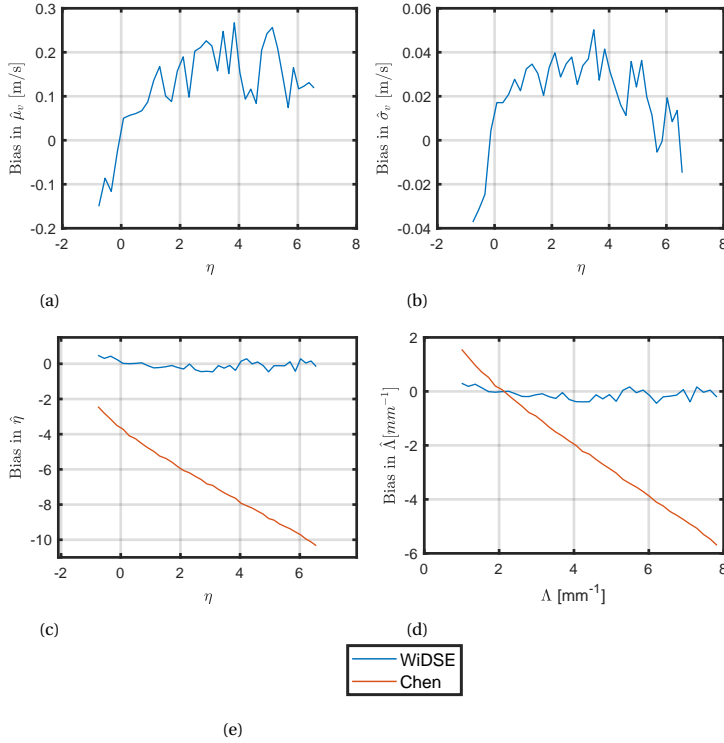 0.3
0.2
0.1
0
-0.1
-0.2
Bias in μ̂_v [m/s]
-2 0 2 4 6 8
η
(a)
0.06
0.04
0.02
0
0.02
0.04
Bias in σ̂_v [m/s]
-2 0 2 4 6 8
η
(b)
0
-2
-4
-6
-8
-10
Bias in η̂
-2 0 2 4 6
η
(c)
2
0
-2
-4
-6
Bias in Λ̂[mm⁻¹]
0 2 4 6 8
Λ [mm⁻¹]
(d)
WiDSE
Chen
(e)